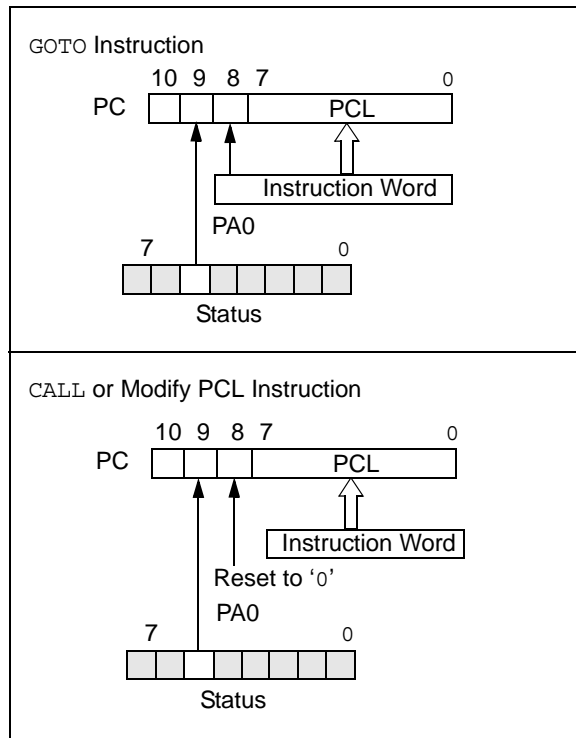 GOTO Instruction
10 9 8 7 0
PC PCL
Instruction Word
PA0
7 0
Status
CALL or Modify PCL Instruction
10 9 8 7 0
PC PCL
Instruction Word
Reset to ‘0’
PA0
7 0
Status